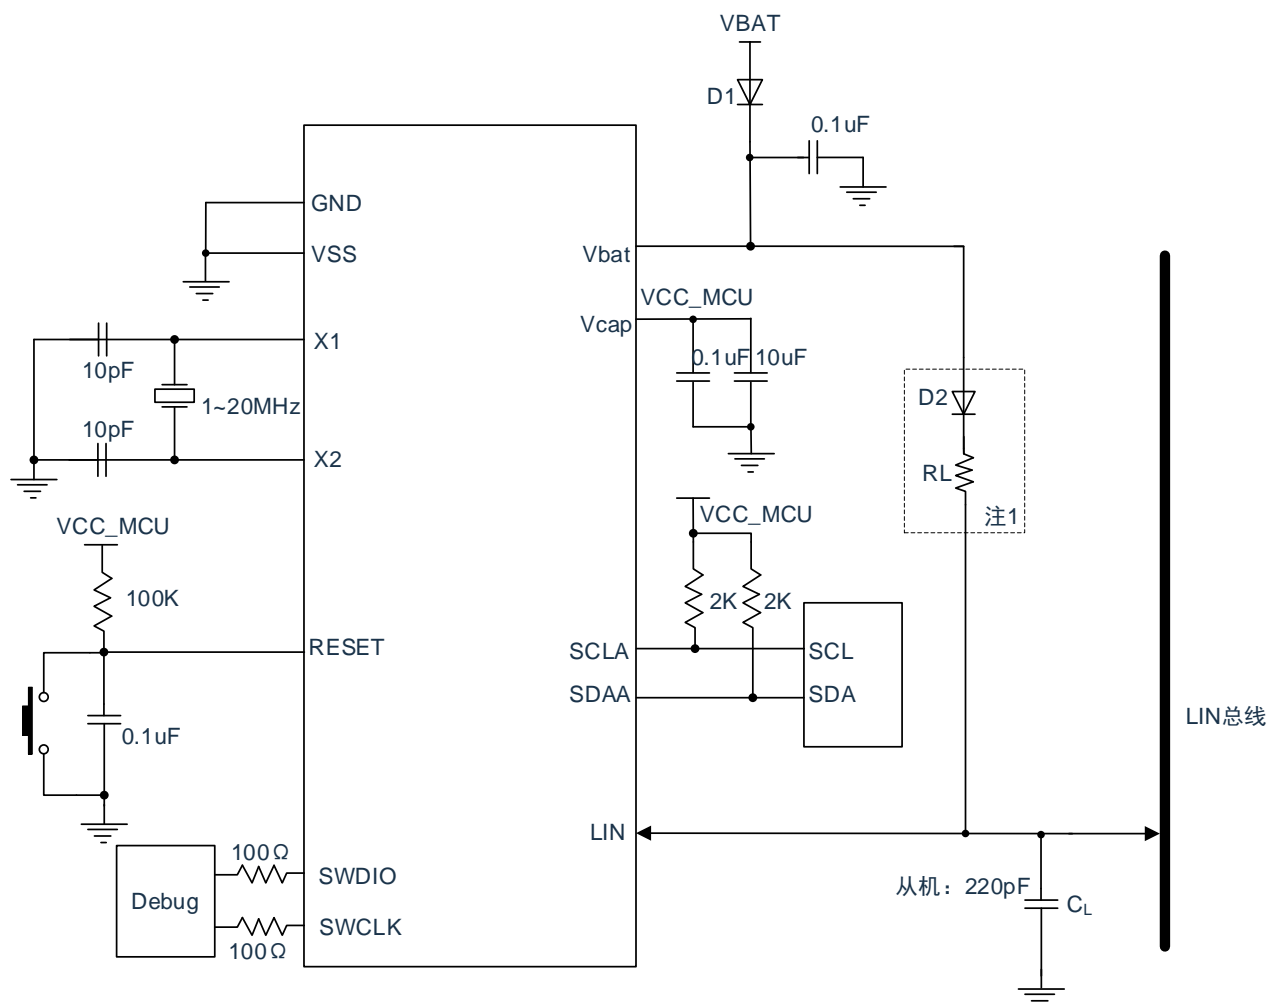 VBAT
D1
0.1uF
GND
VSS
Vbat
VCC_MCU
Vcap
X1
10pF
0.1uF
10uF
1~20MHz
D2
10pF
X2
RL
注1
VCC_MCU
VCC_MCU
100K
2K
2K
RESET
SCLA
SCL
SDAA
SDA
0.1uF
LIN总线
LIN
100Ω
SWDIO
从机：220pF
Debug
CL
SWCLK
100Ω